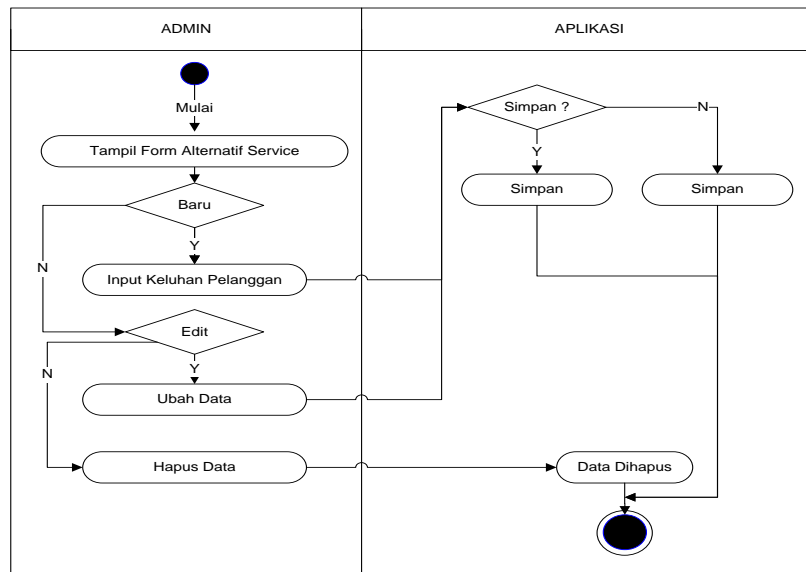 ADMIN
APLIKASI
Mulai
Simpan ?
N
Tampil Form Alternatif Service
Y
Simpan
Simpan
Baru
Y
N
Input Keluhan Pelanggan
Edit
Y
N
Ubah Data
Hapus Data
Data Dihapus